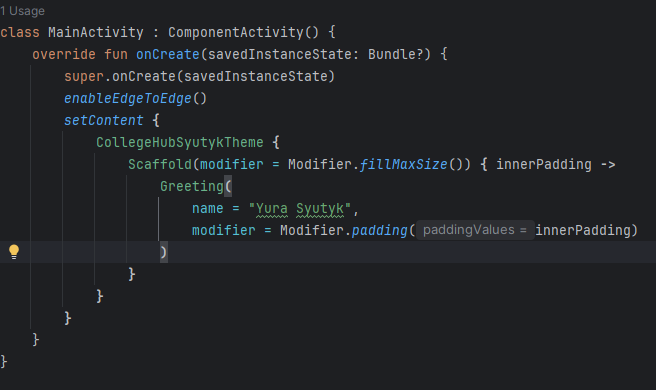 1 Usage
class MainActivity : ComponentActivity() {
    override fun onCreate(savedInstanceState: Bundle?) {
        super.onCreate(savedInstanceState)
        enableEdgeToEdge()
        setContent {
            CollegeHubSyutykTheme {
                Scaffold(modifier = Modifier.fillMaxSize()) { innerPadding ->
                    Greeting(
                        name = "Yura Syutyk",
                        modifier = Modifier.padding( paddingValues = innerPadding)
                    )
                }
            }
        }
    }
}